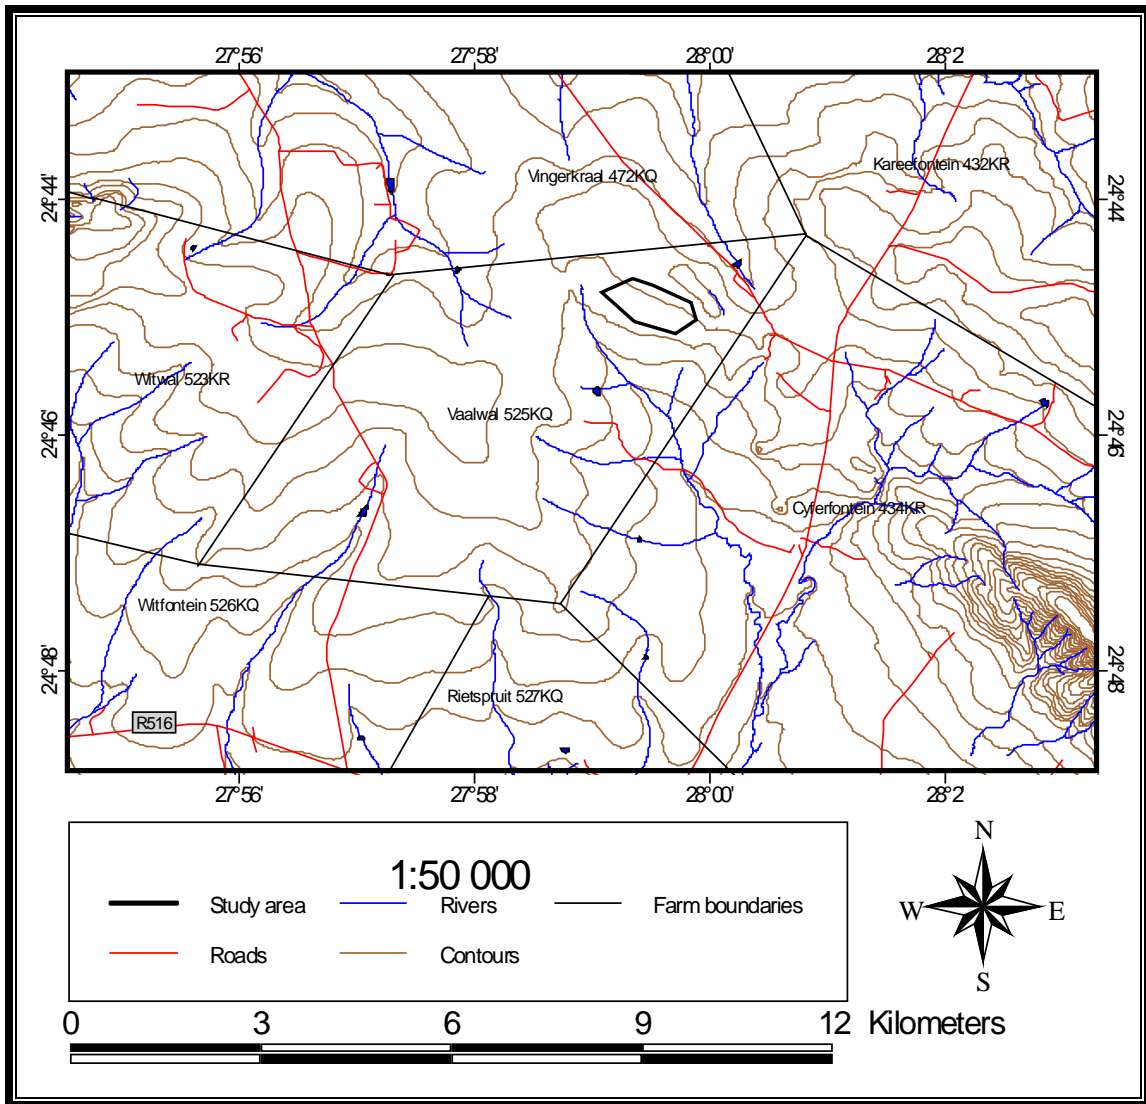 27°56' 27°58' 28°00' 28°2'
Vingerkraal 472KQ
Kareefontein 432KR
24°44' 24°44'
Witwal 523KR
Vaalwal 525KQ
24°46' 24°46'
Cyferfontein 434KR
Witfontein 526KQ
24°48' 24°48'
Rietspruit 527KQ
R516
27°56' 27°58' 28°00' 28°2'
1:50 000
Study area Rivers Farm boundaries
Roads Contours
N
W E
S
0 3 6 9 12 Kilometers